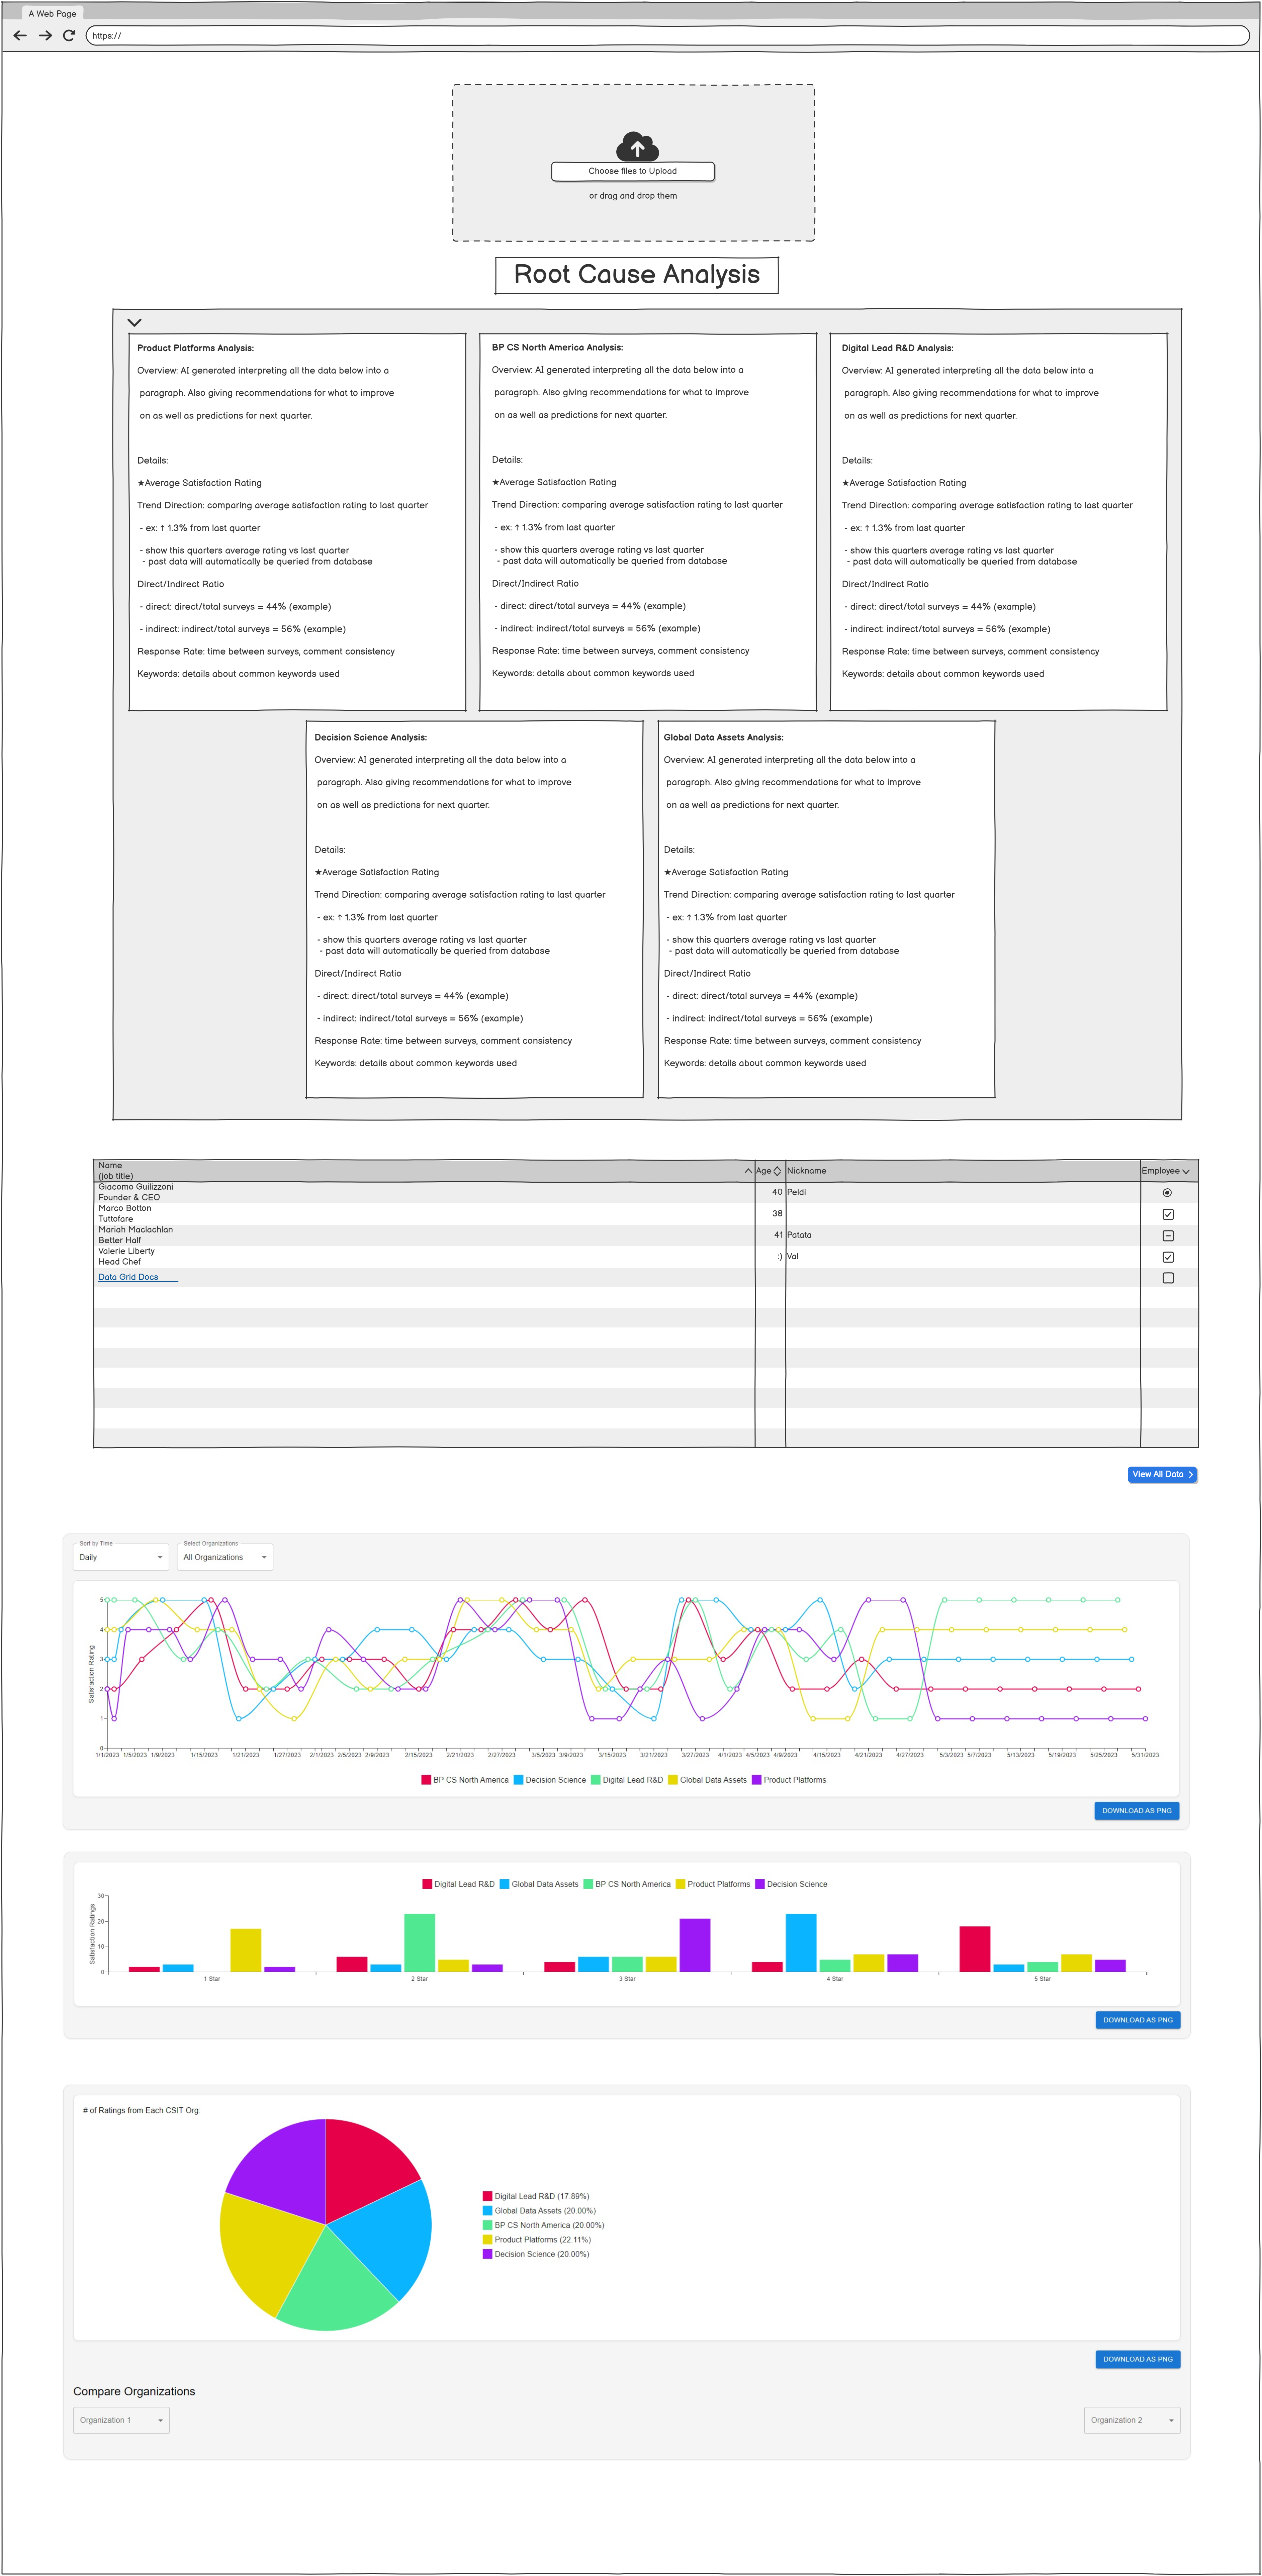 A Web Page
https://
Choose files to Upload
or drag and drop them
Root Cause Analysis
Product Platforms Analysis:
Overview: AI generated interpreting all the data below into a
paragraph. Also giving recommendations for what to improve
on as well as predictions for next quarter.
Details:
★Average Satisfaction Rating
Trend Direction: comparing average satisfaction rating to last quarter
- ex: ↑ 1.3% from last quarter
- show this quarters average rating vs last quarter
- past data will automatically be queried from database
Direct/Indirect Ratio
- direct: direct/total surveys = 44% (example)
- indirect: indirect/total surveys = 56% (example)
Response Rate: time between surveys, comment consistency
Keywords: details about common keywords used
BP CS North America Analysis:
Overview: AI generated interpreting all the data below into a
paragraph. Also giving recommendations for what to improve
on as well as predictions for next quarter.
Details:
★Average Satisfaction Rating
Trend Direction: comparing average satisfaction rating to last quarter
- ex: ↑ 1.3% from last quarter
- show this quarters average rating vs last quarter
- past data will automatically be queried from database
Direct/Indirect Ratio
- direct: direct/total surveys = 44% (example)
- indirect: indirect/total surveys = 56% (example)
Response Rate: time between surveys, comment consistency
Keywords: details about common keywords used
Digital Lead R&D Analysis:
Overview: AI generated interpreting all the data below into a
paragraph. Also giving recommendations for what to improve
on as well as predictions for next quarter.
Details:
★Average Satisfaction Rating
Trend Direction: comparing average satisfaction rating to last quarter
- ex: ↑ 1.3% from last quarter
- show this quarters average rating vs last quarter
- past data will automatically be queried from database
Direct/Indirect Ratio
- direct: direct/total surveys = 44% (example)
- indirect: indirect/total surveys = 56% (example)
Response Rate: time between surveys, comment consistency
Keywords: details about common keywords used
Decision Science Analysis:
Overview: AI generated interpreting all the data below into a
paragraph. Also giving recommendations for what to improve
on as well as predictions for next quarter.
Details:
★Average Satisfaction Rating
Trend Direction: comparing average satisfaction rating to last quarter
- ex: ↑ 1.3% from last quarter
- show this quarters average rating vs last quarter
- past data will automatically be queried from database
Direct/Indirect Ratio
- direct: direct/total surveys = 44% (example)
- indirect: indirect/total surveys = 56% (example)
Response Rate: time between surveys, comment consistency
Keywords: details about common keywords used
Global Data Assets Analysis:
Overview: AI generated interpreting all the data below into a
paragraph. Also giving recommendations for what to improve
on as well as predictions for next quarter.
Details:
★Average Satisfaction Rating
Trend Direction: comparing average satisfaction rating to last quarter
- ex: ↑ 1.3% from last quarter
- show this quarters average rating vs last quarter
- past data will automatically be queried from database
Direct/Indirect Ratio
- direct: direct/total surveys = 44% (example)
- indirect: indirect/total surveys = 56% (example)
Response Rate: time between surveys, comment consistency
Keywords: details about common keywords used
Name
(job title)
Age
Nickname
Employee
Giacomo Guilizzoni
Founder & CEO
40
Peldi
Marco Botton
Tuttofare
38
Mariah Maclachlan
Better Half
41
Patata
Valerie Liberty
Head Chef
:)
Val
Data Grid Docs
View All Data
Sort by Time
Daily
Select Organizations
All Organizations
Satisfaction Rating
5
4
3
2
1
0
1/1/2023 1/5/2023 1/9/2023 1/15/2023 1/21/2023 1/27/2023 2/1/2023 2/5/2023 2/9/2023 2/15/2023 2/21/2023 2/27/2023 3/5/2023 3/9/2023 3/15/2023 3/21/2023 3/27/2023 4/1/2023 4/5/2023 4/9/2023 4/15/2023 4/21/2023 4/27/2023 5/3/2023 5/7/2023 5/13/2023 5/19/2023 5/25/2023 5/31/2023
BP CS North America Decision Science Digital Lead R&D Global Data Assets Product Platforms
DOWNLOAD AS PNG
Digital Lead R&D Global Data Assets BP CS North America Product Platforms Decision Science
Satisfaction Ratings
30
20
10
0
1 Star 2 Star 3 Star 4 Star 5 Star
DOWNLOAD AS PNG
# of Ratings from Each CSIT Org:
Digital Lead R&D (17.89%)
Global Data Assets (20.00%)
BP CS North America (20.00%)
Product Platforms (22.11%)
Decision Science (20.00%)
DOWNLOAD AS PNG
Compare Organizations
Organization 1
Organization 2